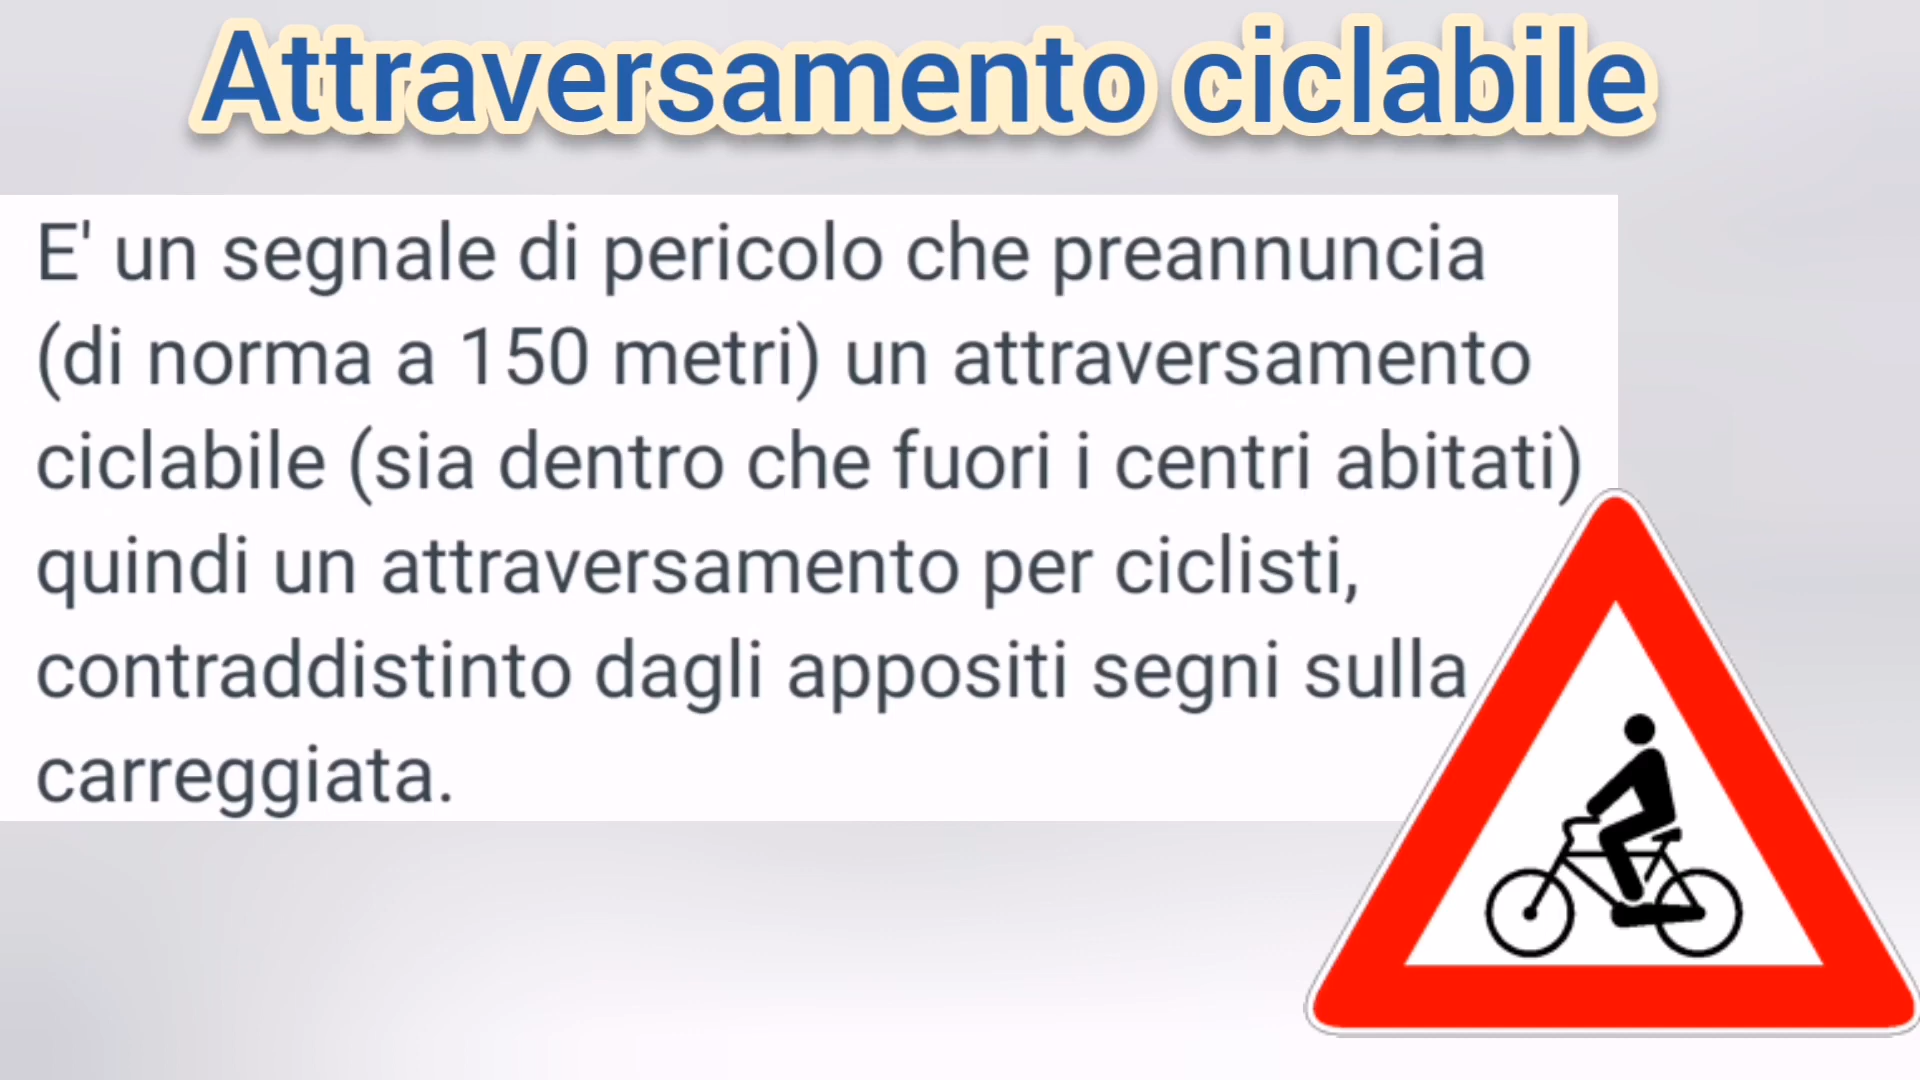 Attraversamento ciclabile
E' un segnale di pericolo che preannuncia
(di norma a 150 metri) un attraversamento
ciclabile (sia dentro che fuori i centri abitati)
quindi un attraversamento per ciclisti,
contraddistinto dagli appositi segni sulla
carreggiata.